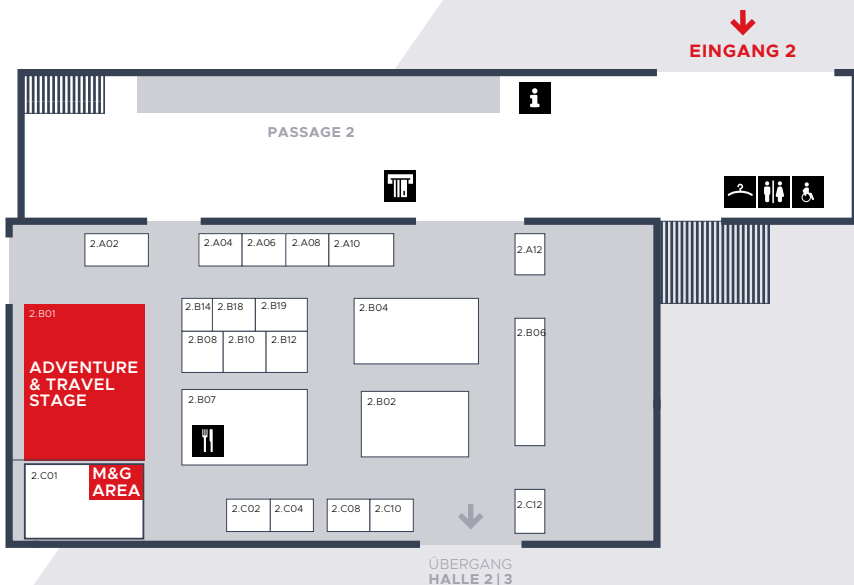 EINGANG 2
PASSAGE 2
2.A02
2.A04
2.A06
2.A08
2.A10
2.A12
2.B01
ADVENTURE
& TRAVEL
STAGE
2.B14
2.B18
2.B19
2.B08
2.B10
2.B12
2.B04
2.B06
2.B07
2.B02
2.C01
M&G
AREA
2.C02
2.C04
2.C08
2.C10
2.C12
ÜBERGANG
HALLE 2|3